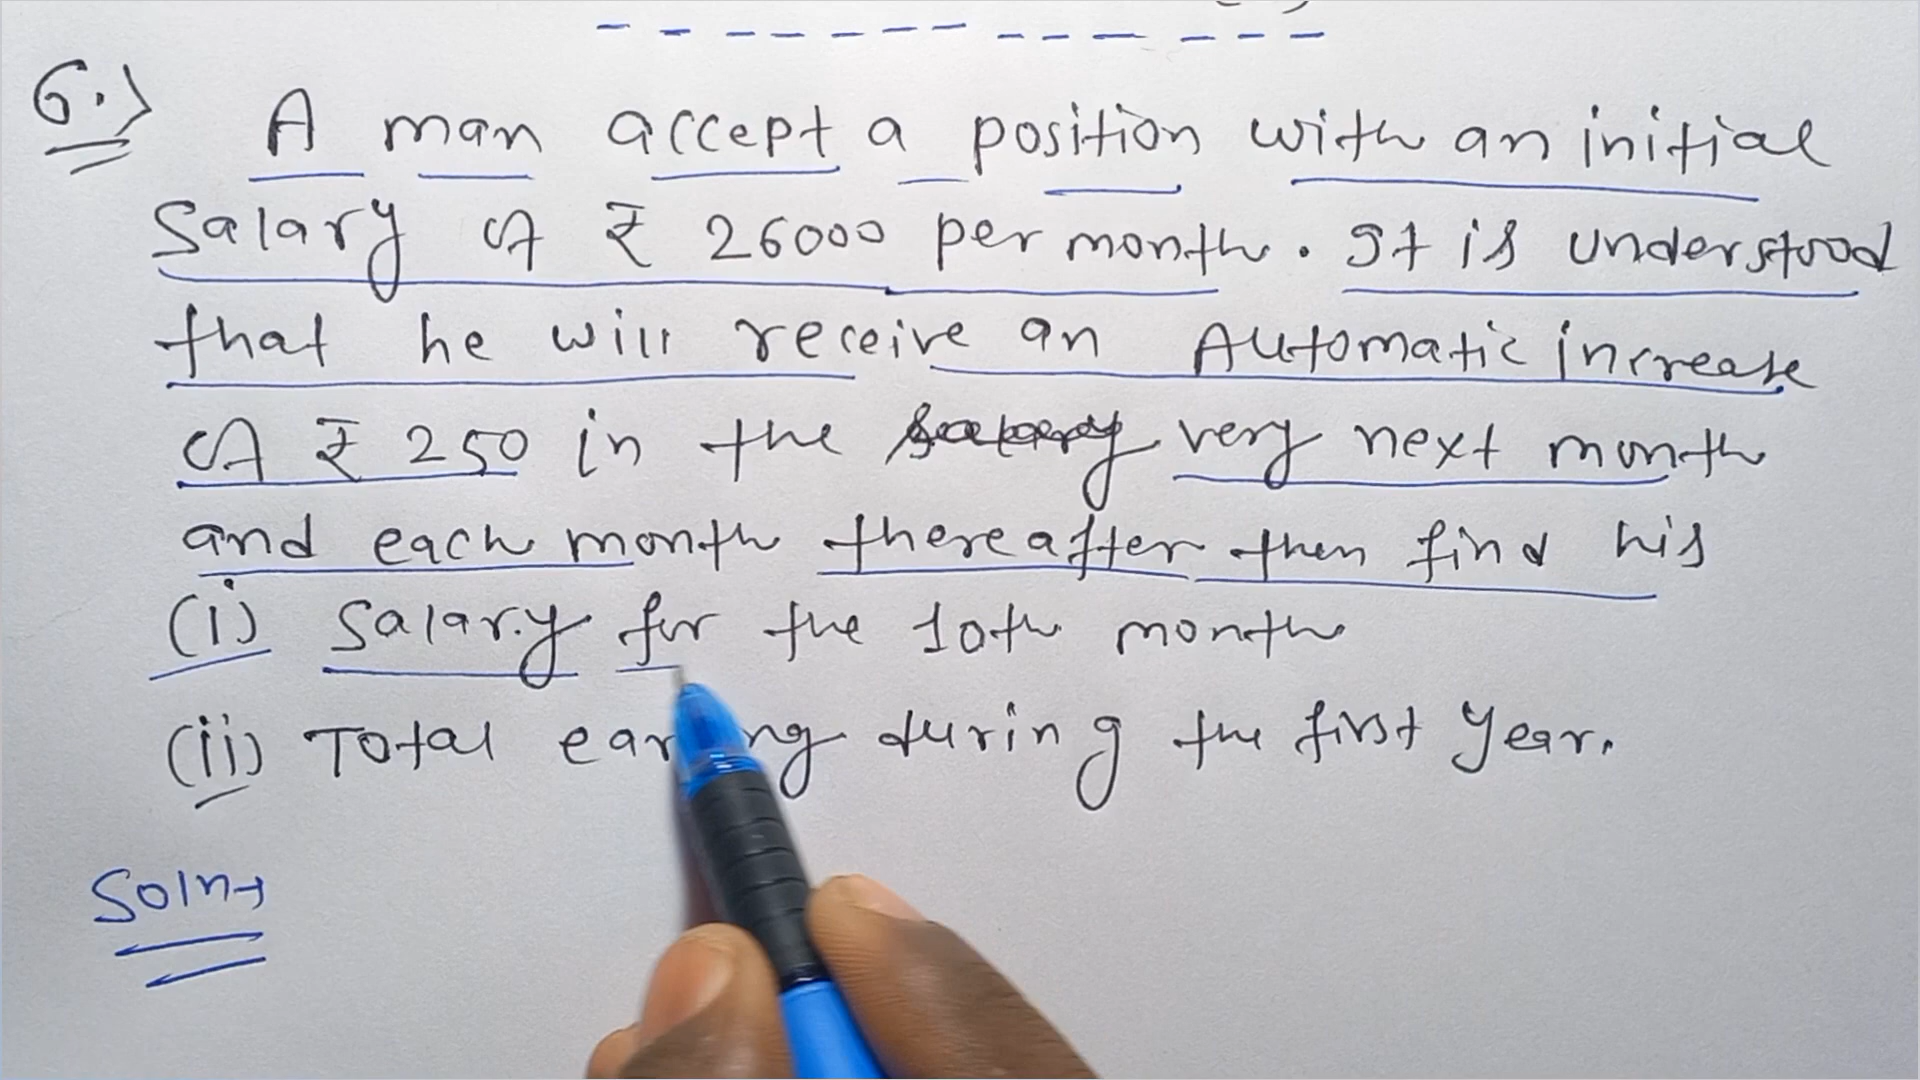 6.) A man accept a position with an initial
Salary of ₹ 26000 per month. It is understood
that he will receive an Automatic increase
of ₹ 250 in the very next month
and each month thereafter then find his
(i) Salary for the 10th month
(ii) Total earning during the first year.
Soln→